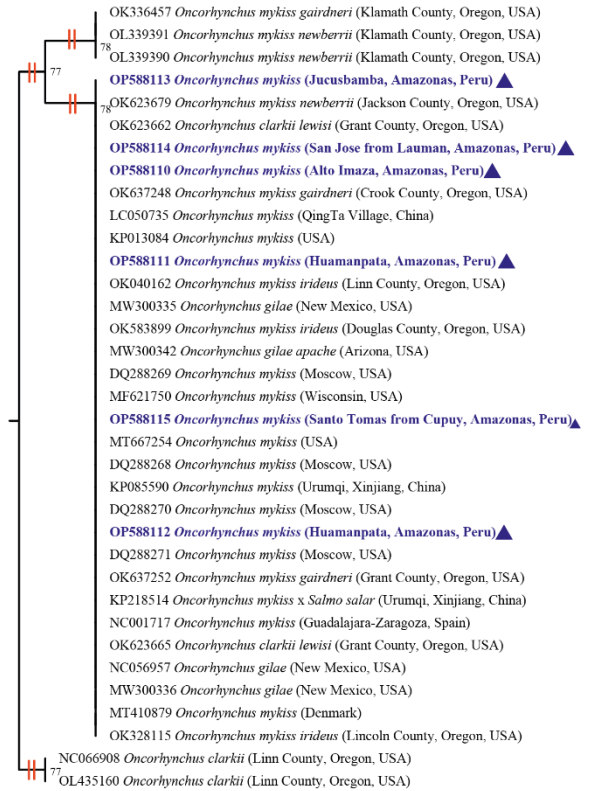 OK336457 Oncorhynchus mykiss gairdneri (Klamath County, Oregon, USA)
OL339391 Oncorhynchus mykiss newberrii (Klamath County, Oregon, USA)
78
OL339390 Oncorhynchus mykiss newberrii (Klamath County, Oregon, USA)
77
OP588113 Oncorhynchus mykiss (Jucusbamba, Amazonas, Peru)
78
OK623679 Oncorhynchus mykiss newberrii (Jackson County, Oregon, USA)
OK623662 Oncorhynchus clarkii lewisi (Grant County, Oregon, USA)
OP588114 Oncorhynchus mykiss (San Jose from Lauman, Amazonas, Peru)
OP588110 Oncorhynchus mykiss (Alto Imaza, Amazonas, Peru)
OK637248 Oncorhynchus mykiss gairdneri (Crook County, Oregon, USA)
LC050735 Oncorhynchus mykiss (QingTa Village, China)
KP013084 Oncorhynchus mykiss (USA)
OP588111 Oncorhynchus mykiss (Huamanpata, Amazonas, Peru)
OK040162 Oncorhynchus mykiss irideus (Linn County, Oregon, USA)
MW300335 Oncorhynchus gilae (New Mexico, USA)
OK583899 Oncorhynchus mykiss irideus (Douglas County, Oregon, USA)
MW300342 Oncorhynchus gilae apache (Arizona, USA)
DQ288269 Oncorhynchus mykiss (Moscow, USA)
MF621750 Oncorhynchus mykiss (Wisconsin, USA)
OP588115 Oncorhynchus mykiss (Santo Tomas from Cupuy, Amazonas, Peru)
MT667254 Oncorhynchus mykiss (USA)
DQ288268 Oncorhynchus mykiss (Moscow, USA)
KP085590 Oncorhynchus mykiss (Urumqi, Xinjiang, China)
DQ288270 Oncorhynchus mykiss (Moscow, USA)
OP588112 Oncorhynchus mykiss (Huamanpata, Amazonas, Peru)
DQ288271 Oncorhynchus mykiss (Moscow, USA)
OK637252 Oncorhynchus mykiss gairdneri (Grant County, Oregon, USA)
KP218514 Oncorhynchus mykiss x Salmo salar (Urumqi, Xinjiang, China)
NC001717 Oncorhynchus mykiss (Guadalajara-Zaragoza, Spain)
OK623665 Oncorhynchus clarkii lewisi (Grant County, Oregon, USA)
NC056957 Oncorhynchus gilae (New Mexico, USA)
MW300336 Oncorhynchus gilae (New Mexico, USA)
MT410879 Oncorhynchus mykiss (Denmark)
OK328115 Oncorhynchus mykiss irideus (Lincoln County, Oregon, USA)
NC066908 Oncorhynchus clarkii (Linn County, Oregon, USA)
77
OL435160 Oncorhynchus clarkii (Linn County, Oregon, USA)